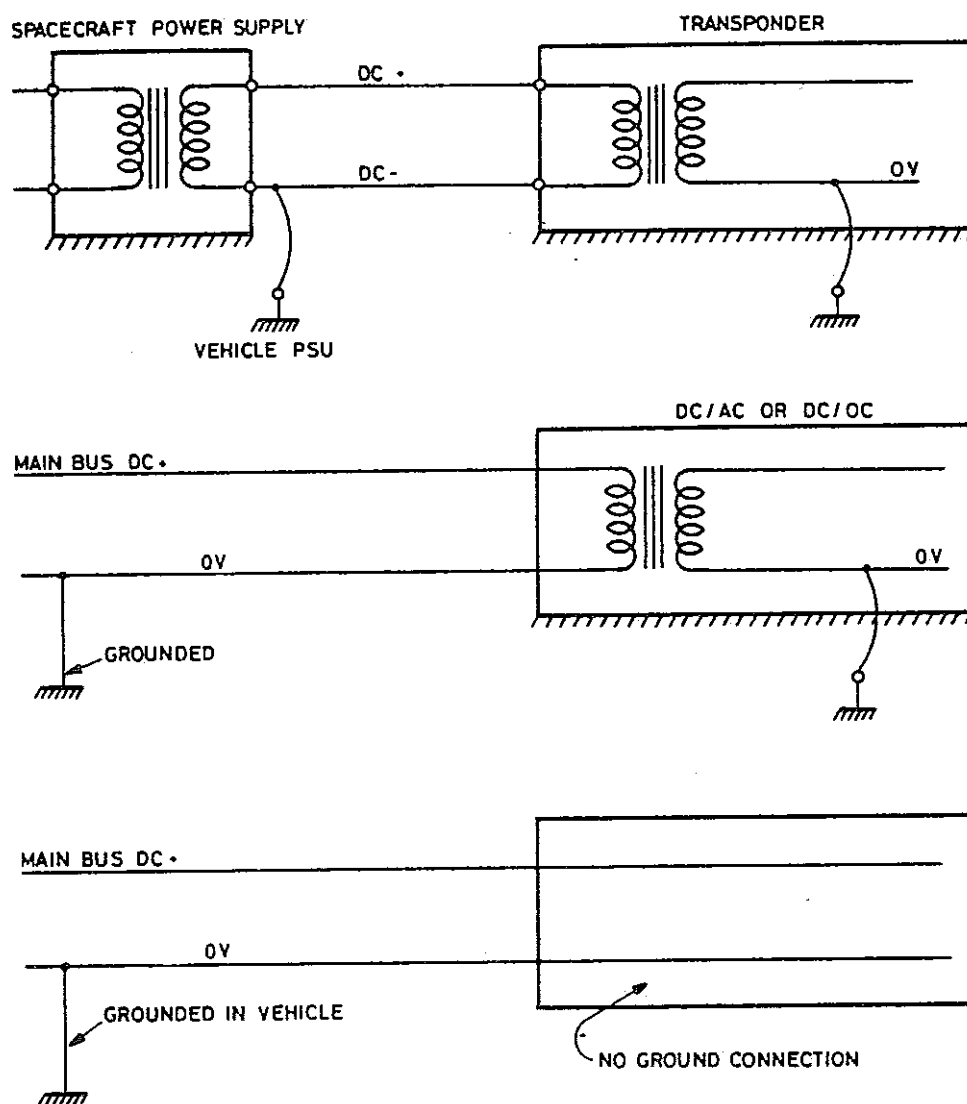 SPACECRAFT POWER SUPPLY
TRANSPONDER
DC +
DC-
0V
VEHICLE PSU
DC/AC OR DC/OC
MAIN BUS DC+
0V
0V
GROUNDED
MAIN BUS DC+
0V
GROUNDED IN VEHICLE
NO GROUND CONNECTION